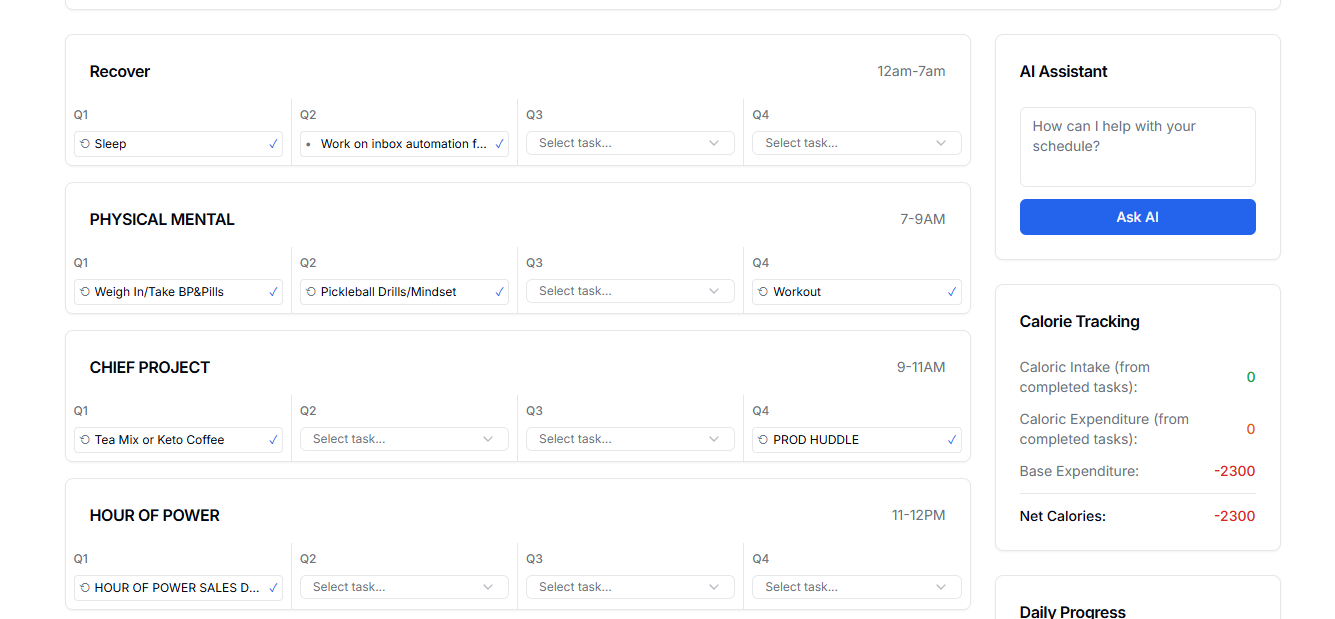 Recover
12am-7am
Q1
Q2
Q3
Q4
Sleep
Work on inbox automation f...
Select task...
Select task...
PHYSICAL MENTAL
7-9AM
Q1
Q2
Q3
Q4
Weigh In/Take BP&Pills
Pickleball Drills/Mindset
Select task...
Workout
CHIEF PROJECT
9-11AM
Q1
Q2
Q3
Q4
Tea Mix or Keto Coffee
Select task...
Select task...
PROD HUDDLE
HOUR OF POWER
11-12PM
Q1
Q2
Q3
Q4
HOUR OF POWER SALES D...
Select task...
Select task...
Select task...
AI Assistant
How can I help with your
schedule?
Ask AI
Calorie Tracking
Caloric Intake (from
completed tasks):
0
Caloric Expenditure (from
completed tasks):
0
Base Expenditure:
-2300
Net Calories:
-2300
Daily Progress